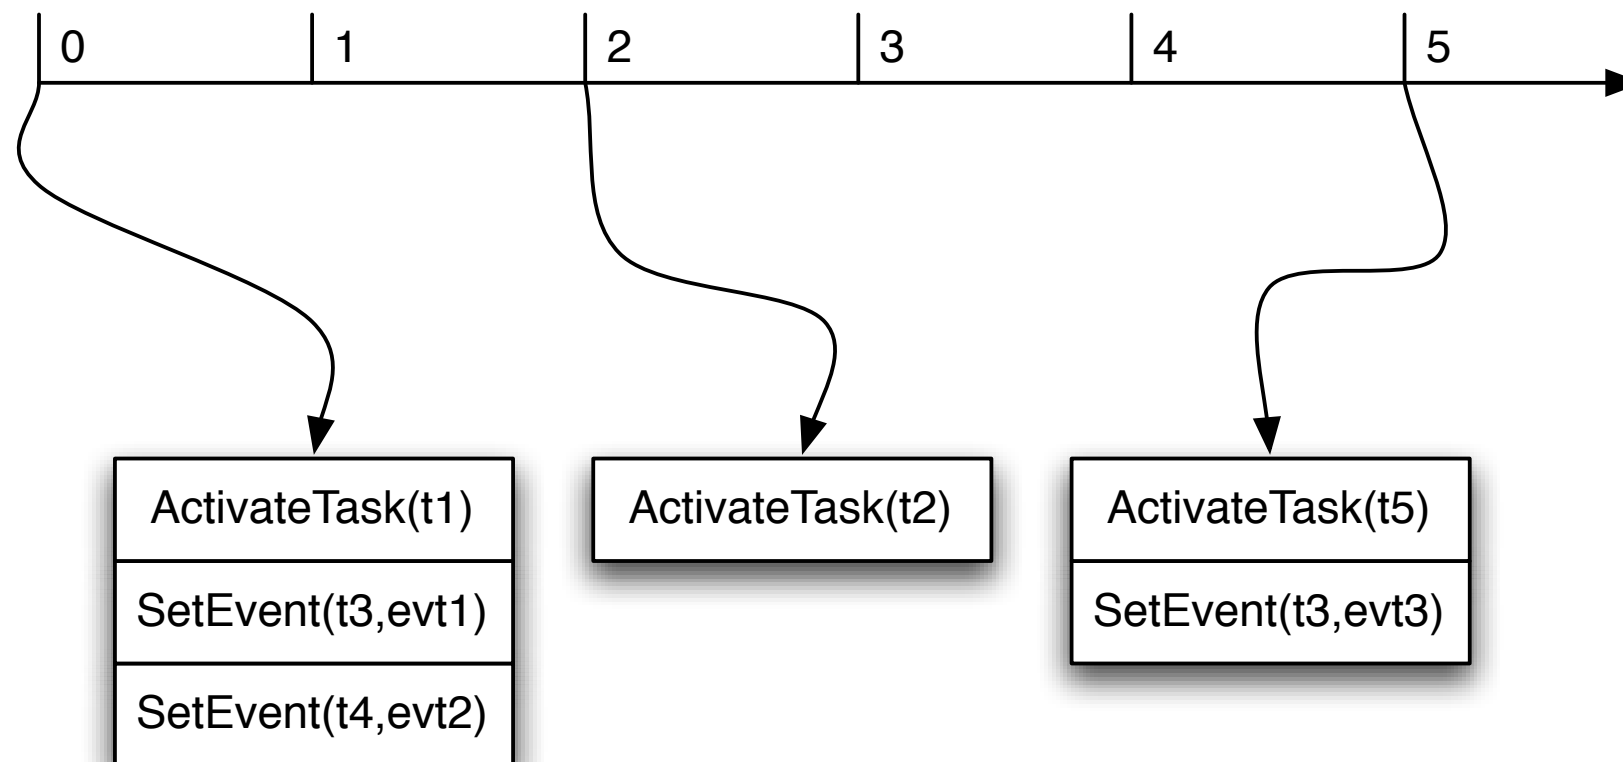 0 1 2 3 4 5
ActivateTask(t1)
SetEvent(t3,evt1)
SetEvent(t4,evt2)
ActivateTask(t2)
ActivateTask(t5)
SetEvent(t3,evt3)